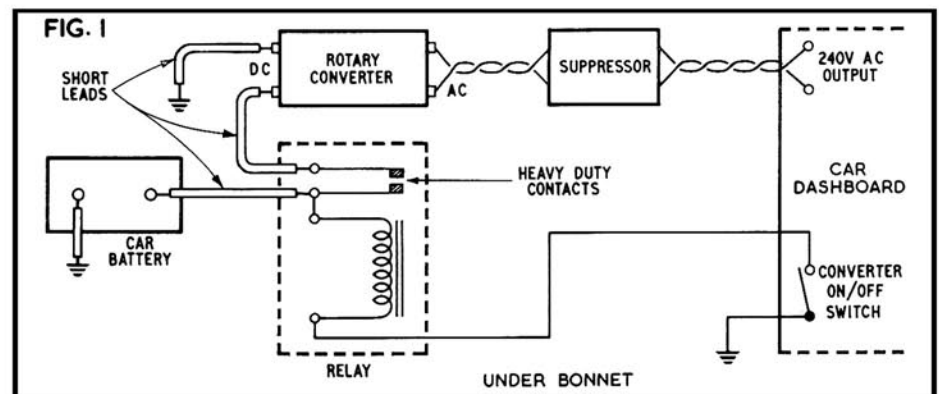 FIG. 1
SHORT
LEADS
DC
ROTARY
CONVERTER
AC
SUPPRESSOR
240V AC
OUTPUT
HEAVY DUTY
CONTACTS
CAR
DASHBOARD
CAR
BATTERY
CONVERTER
ON/OFF
SWITCH
RELAY
UNDER BONNET